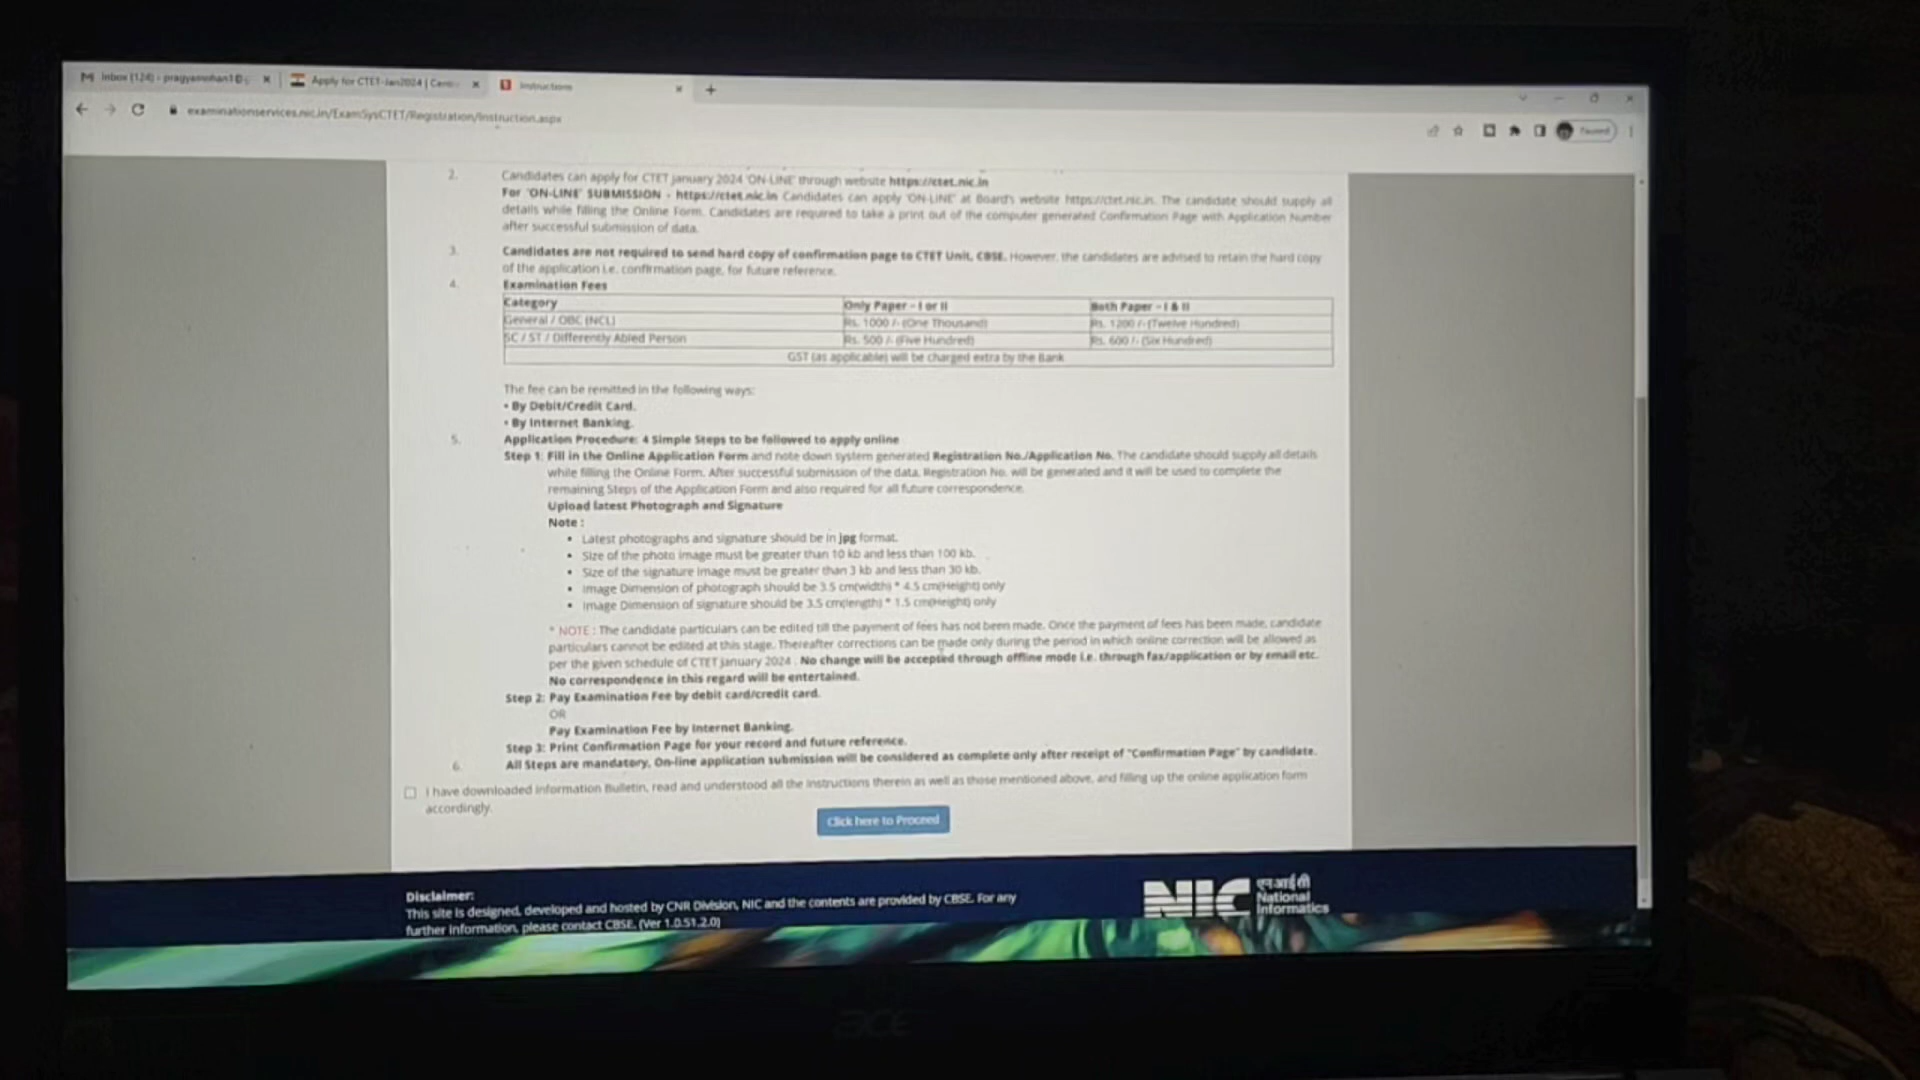 Inbox (124) - pragyamohan1@
Apply for CTET-Jan2024 | Cent
Instructions
examinationservices.nic.in/ExamSysCTET/Registration/Instruction.aspx
Paused
2. Candidates can apply for CTET January 2024 'ON-LINE' through website https://ctet.nic.in
For 'ON-LINE' SUBMISSION - https://ctet.nic.in Candidates can apply 'ON-LINE' at Board's website https://ctet.nic.in. The candidate should supply all
details while filling the Online Form. Candidates are required to take a print out of the computer generated Confirmation Page with Application Number
after successful submission of data.
3. Candidates are not required to send hard copy of confirmation page to CTET Unit, CBSE. However, the candidates are advised to retain the hard copy
of the application i.e. confirmation page, for future reference.
4. Examination Fees
Category Only Paper - I or II Both Paper - I & II
General / OBC (NCL) Rs. 1000 /- (One Thousand) Rs. 1200 /- (Twelve Hundred)
SC / ST / Differently Abled Person Rs. 500 /- (Five Hundred) Rs. 600 /- (Six Hundred)
GST (as applicable) will be charged extra by the Bank
The fee can be remitted in the following ways:
• By Debit/Credit Card.
• By Internet Banking.
5. Application Procedure: 4 Simple Steps to be followed to apply online
Step 1: Fill in the Online Application Form and note down system generated Registration No./Application No. The candidate should supply all details
while filling the Online Form. After successful submission of the data, Registration No. will be generated and it will be used to complete the
remaining Steps of the Application Form and also required for all future correspondence.
Upload latest Photograph and Signature
Note :
• Latest photographs and signature should be in jpg format.
• Size of the photo image must be greater than 10 kb and less than 100 kb.
• Size of the signature image must be greater than 3 kb and less than 30 kb.
• Image Dimension of photograph should be 3.5 cm(width) * 4.5 cm(Height) only
• Image Dimension of signature should be 3.5 cm(length) * 1.5 cm(Height) only
* NOTE : The candidate particulars can be edited till the payment of fees has not been made. Once the payment of fees has been made, candidate
particulars cannot be edited at this stage. Thereafter corrections can be made only during the period in which online correction will be allowed as
per the given schedule of CTET January 2024 . No change will be accepted through offline mode i.e. through fax/application or by email etc.
No correspondence in this regard will be entertained.
Step 2: Pay Examination Fee by debit card/credit card.
OR
Pay Examination Fee by Internet Banking.
Step 3: Print Confirmation Page for your record and future reference.
6. All Steps are mandatory. On-line application submission will be considered as complete only after receipt of "Confirmation Page" by candidate.
I have downloaded Information Bulletin, read and understood all the instructions therein as well as those mentioned above, and filling up the online application form
accordingly.
Click here to Proceed
Disclaimer:
This site is designed, developed and hosted by CNR Division, NIC and the contents are provided by CBSE. For any
further information, please contact CBSE. (Ver 1.0.51.2.0)
NIC एनआईसी
National
Informatics
acer